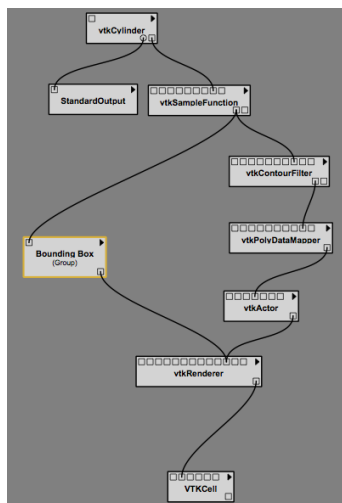 vtkCylinder
StandardOutput
vtkSampleFunction
vtkContourFilter
vtkPolyDataMapper
Bounding Box
(Group)
vtkActor
vtkRenderer
VTKCell